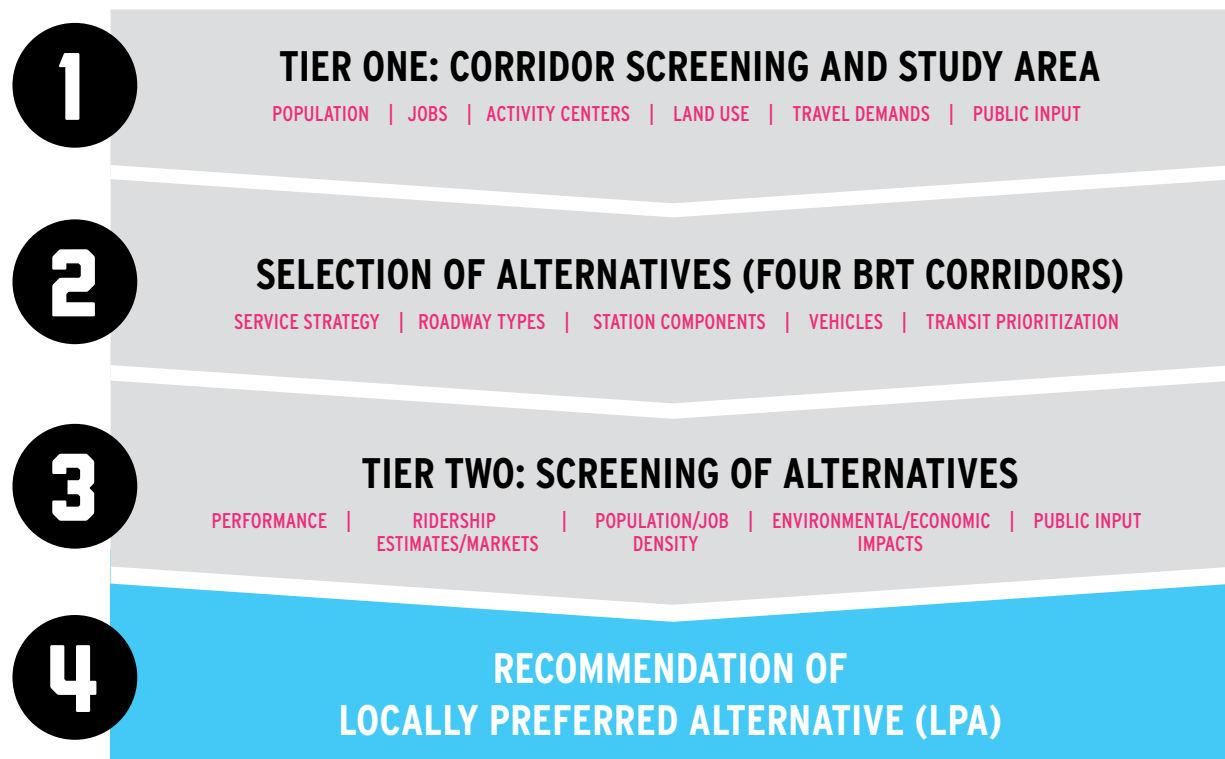 1
TIER ONE: CORRIDOR SCREENING AND STUDY AREA
POPULATION | JOBS | ACTIVITY CENTERS | LAND USE | TRAVEL DEMANDS | PUBLIC INPUT
2
SELECTION OF ALTERNATIVES (FOUR BRT CORRIDORS)
SERVICE STRATEGY | ROADWAY TYPES | STATION COMPONENTS | VEHICLES | TRANSIT PRIORITIZATION
3
TIER TWO: SCREENING OF ALTERNATIVES
PERFORMANCE | RIDERSHIP | POPULATION/JOB | ENVIRONMENTAL/ECONOMIC | PUBLIC INPUT
ESTIMATES/MARKETS DENSITY IMPACTS
4
RECOMMENDATION OF
LOCALLY PREFERRED ALTERNATIVE (LPA)